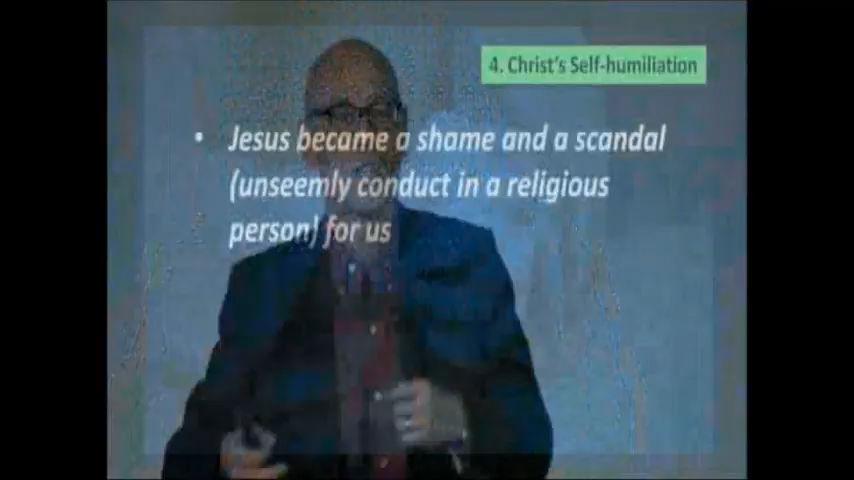 4. Christ's Self-humiliation
• Jesus became a shame and a scandal
(unseemly conduct in a religious
person) for us